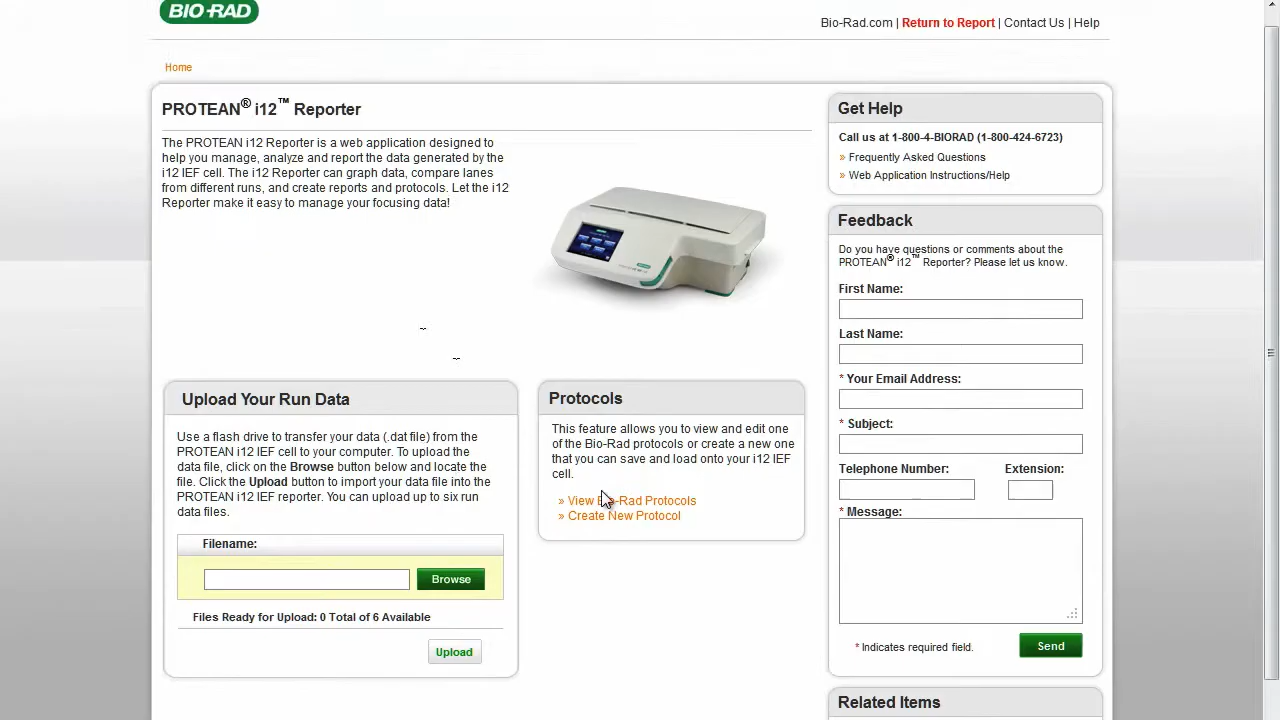 BIO-RAD
Bio-Rad.com | Return to Report | Contact Us | Help
Home
PROTEAN® i12™ Reporter
The PROTEAN i12 Reporter is a web application designed to
help you manage, analyze and report the data generated by the
i12 IEF cell. The i12 Reporter can graph data, compare lanes
from different runs, and create reports and protocols. Let the i12
Reporter make it easy to manage your focusing data!
Upload Your Run Data
Use a flash drive to transfer your data (.dat file) from the
PROTEAN i12 IEF cell to your computer. To upload the
data file, click on the Browse button below and locate the
file. Click the Upload button to import your data file into the
PROTEAN i12 IEF reporter. You can upload up to six run
data files.
Filename:
Browse
Files Ready for Upload: 0 Total of 6 Available
Upload
Protocols
This feature allows you to view and edit one
of the Bio-Rad protocols or create a new one
that you can save and load onto your i12 IEF
cell.
» View Bio-Rad Protocols
» Create New Protocol
Get Help
Call us at 1-800-4-BIORAD (1-800-424-6723)
» Frequently Asked Questions
» Web Application Instructions/Help
Feedback
Do you have questions or comments about the
PROTEAN® i12™ Reporter? Please let us know.
First Name:
Last Name:
* Your Email Address:
* Subject:
Telephone Number: Extension:
* Message:
* Indicates required field.
Send
Related Items